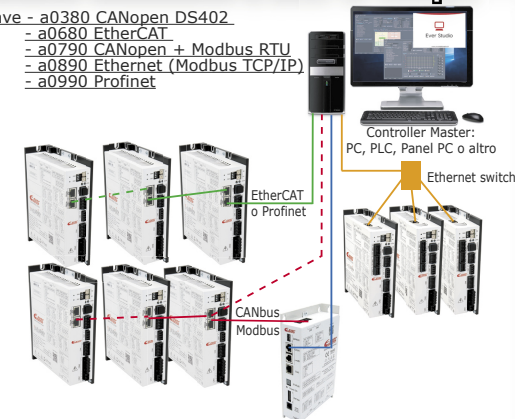 ave - a0380 CANopen DS402
- a0680 EtherCAT
- a0790 CANopen + Modbus RTU
- a0890 Ethernet (Modbus TCP/IP)
- a0990 Profinet
Ever Studio
Controller Master:
PC, PLC, Panel PC o altro
Ethernet switch
EtherCAT
o Profinet
CANbus
Modbus